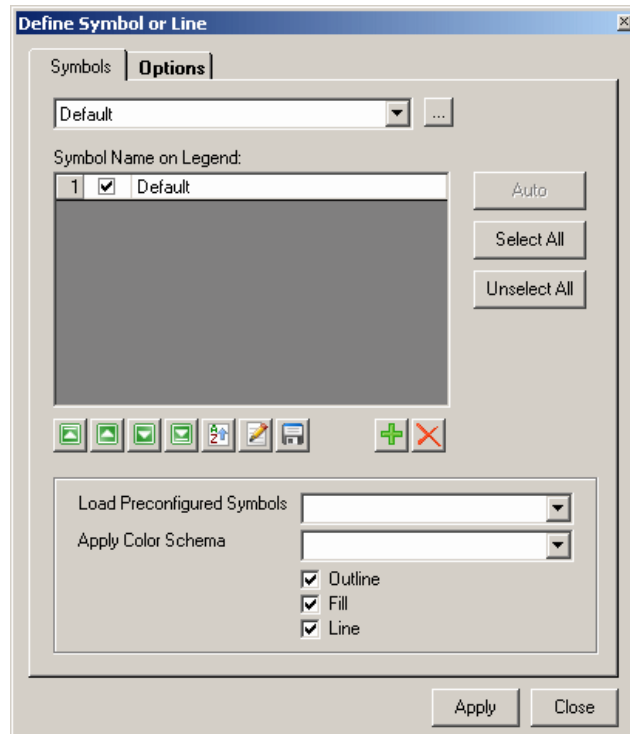 Define Symbol or Line
Symbols Options
Default ...
Symbol Name on Legend:
1 Default
Auto
Select All
Unselect All
Load Preconfigured Symbols
Apply Color Schema
Outline
Fill
Line
Apply Close